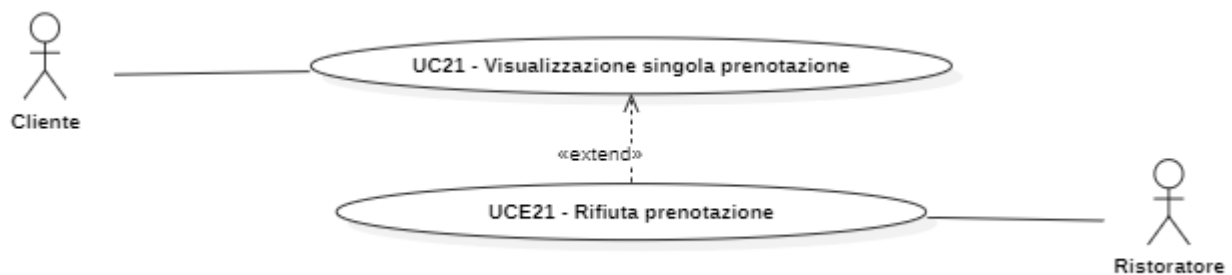 UC21 - Visualizzazione singola prenotazione
Cliente
«extend»
UCE21 - Rifiuta prenotazione
Ristoratore